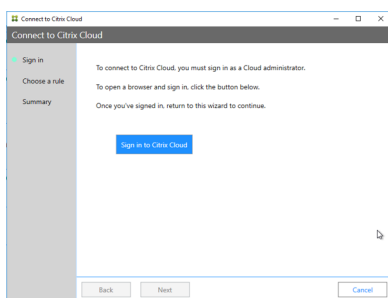 Connect to Citrix Cloud
Connect to Citrix Cloud
Sign in
Choose a rule
Summary
To connect to Citrix Cloud, you must sign in as a Cloud administrator.
To open a browser and sign in, click the button below.
Once you've signed in, return to this wizard to continue.
Sign in to Citrix Cloud
Back
Next
Cancel